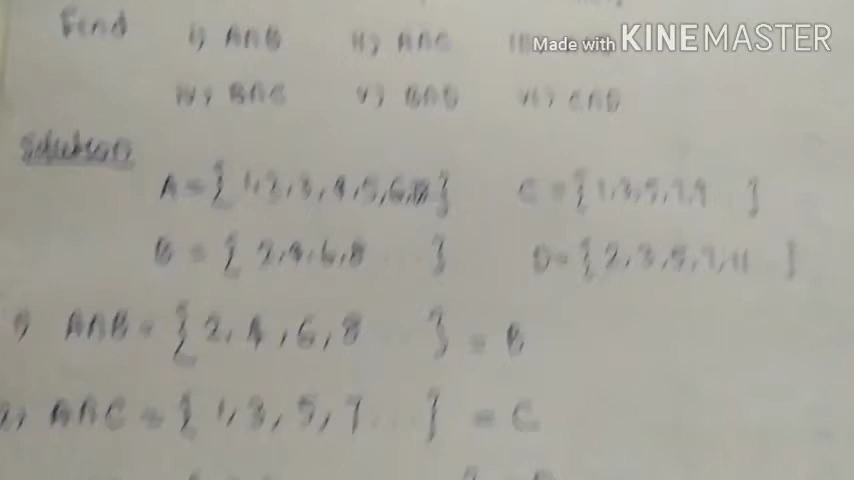 Find i) A∩B ii) A∩C
Made with KINEMASTER
iv) B∩C v) B∩D vi) C∩D
Solution
A = { 1,2,3,4,5,6,8 } C = { 1,3,5,7,9 ... }
B = { 2,4,6,8 ... } D = { 2,3,5,7,11 ... }
i) A∩B = { 2, 4, 6, 8 ... } = B
ii) A∩C = { 1, 3, 5, 7 ... } = C